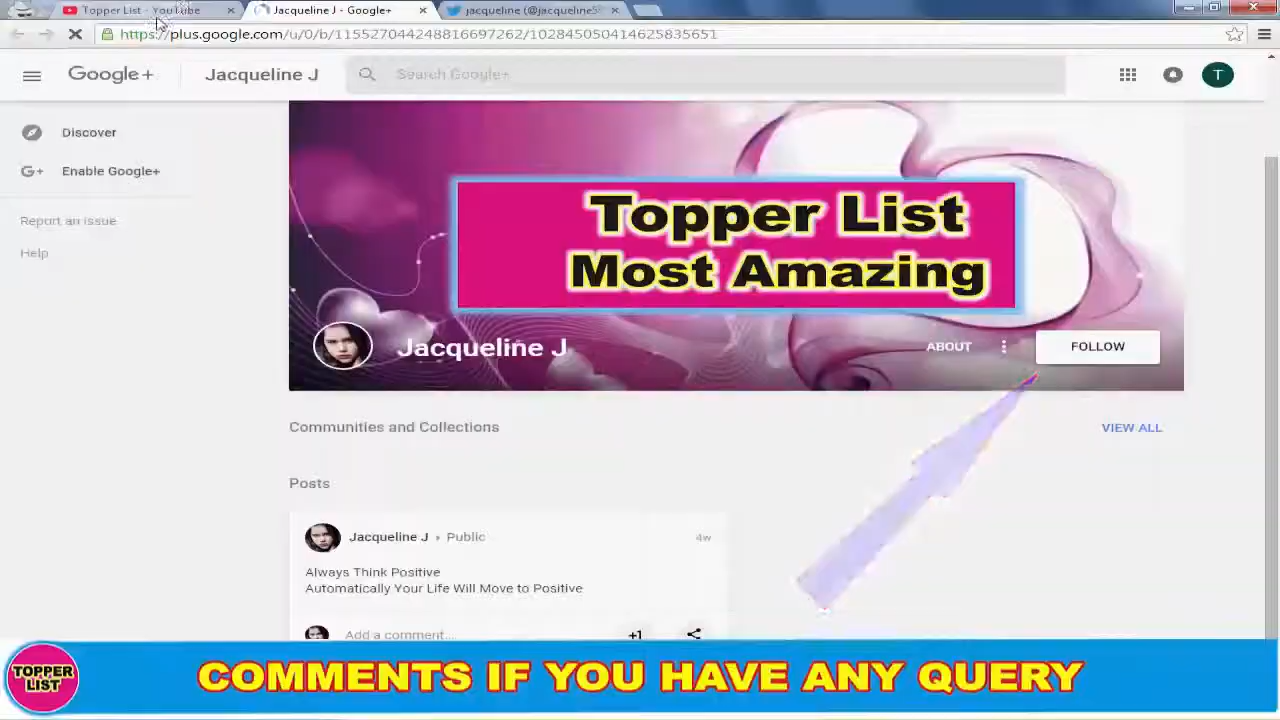 Topper List - YouTube
Jacqueline J - Google+
jacqueline (@jacqueline5
https://plus.google.com/u/0/b/115527044248816697262/102845050414625835651
Google+
Jacqueline J
Search Google+
T
Discover
G+ Enable Google+
Report an issue
Help
Topper List
Most Amazing
Jacqueline J
ABOUT
FOLLOW
Communities and Collections
VIEW ALL
Posts
Jacqueline J ▸ Public
4w
Always Think Positive
Automatically Your Life Will Move to Positive
Add a comment...
+1
TOPPER
LIST
COMMENTS IF YOU HAVE ANY QUERY